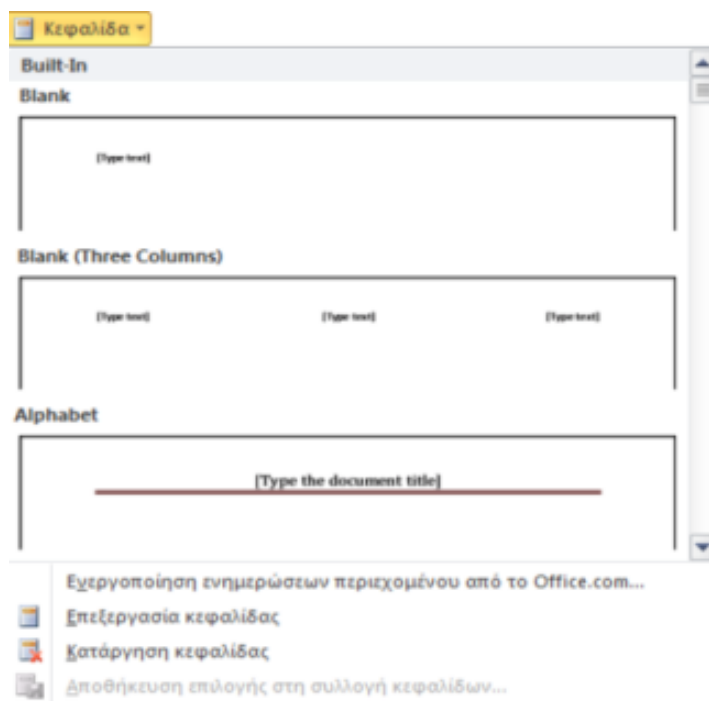 Κεφαλίδα
Built-In
Blank
[Type text]
Blank (Three Columns)
[Type text] [Type text] [Type text]
Alphabet
[Type the document title]
Ενεργοποίηση ενημερώσεων περιεχομένου από το Office.com...
Επεξεργασία κεφαλίδας
Κατάργηση κεφαλίδας
Αποθήκευση επιλογής στη συλλογή κεφαλίδων...